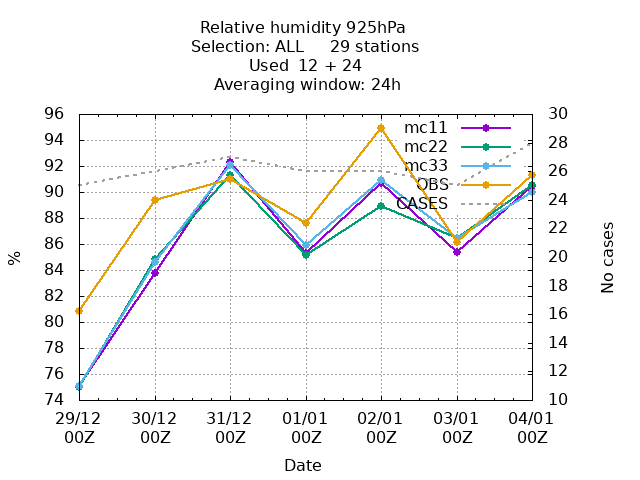 Relative humidity 925hPa
Selection: ALL 29 stations
Used 12 + 24
Averaging window: 24h
96
94
92
90
88
86
84
82
80
78
76
74
%
30
28
26
24
22
20
18
16
14
12
10
No cases
mc11
mc22
mc33
OBS
CASES
29/12 30/12 31/12 01/01 02/01 03/01 04/01
00Z 00Z 00Z 00Z 00Z 00Z 00Z
Date